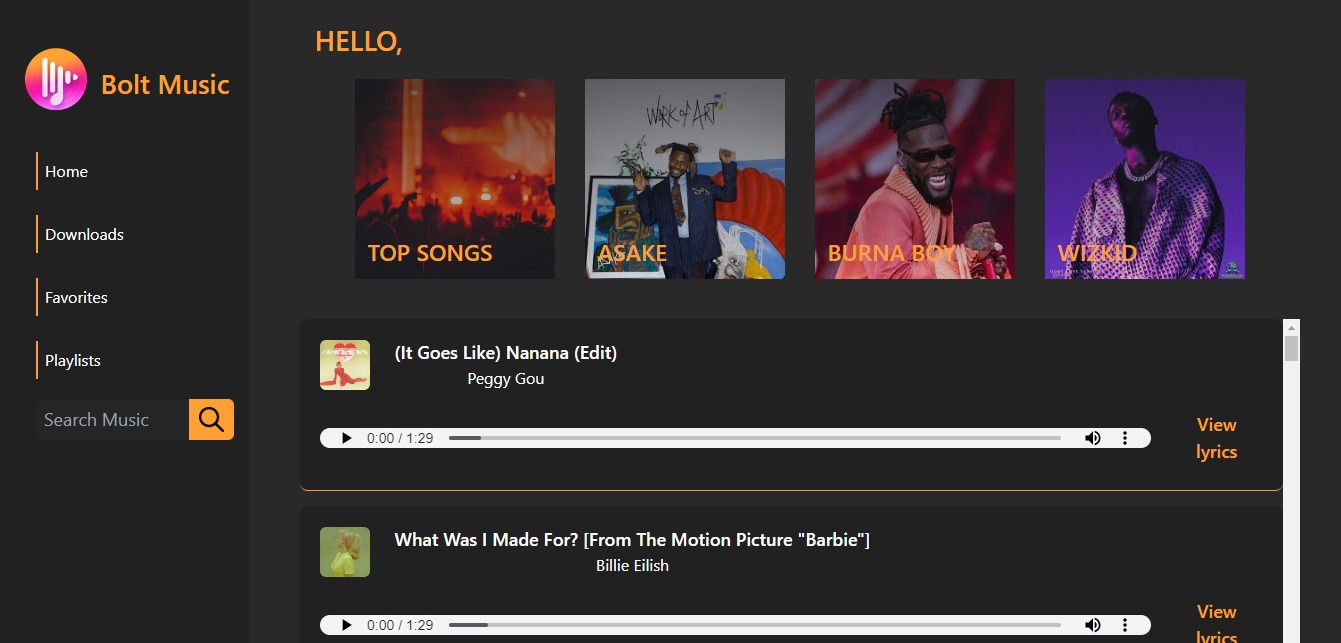 HELLO,
Bolt Music
Home
Downloads
Favorites
Playlists
Search Music
WORK of ART
TOP SONGS
ASAKE
BURNA BOY
WIZKID
(It Goes Like) Nanana (Edit)
Peggy Gou
0:00 / 1:29
View
lyrics
What Was I Made For? [From The Motion Picture "Barbie"]
Billie Eilish
0:00 / 1:29
View
lyrics